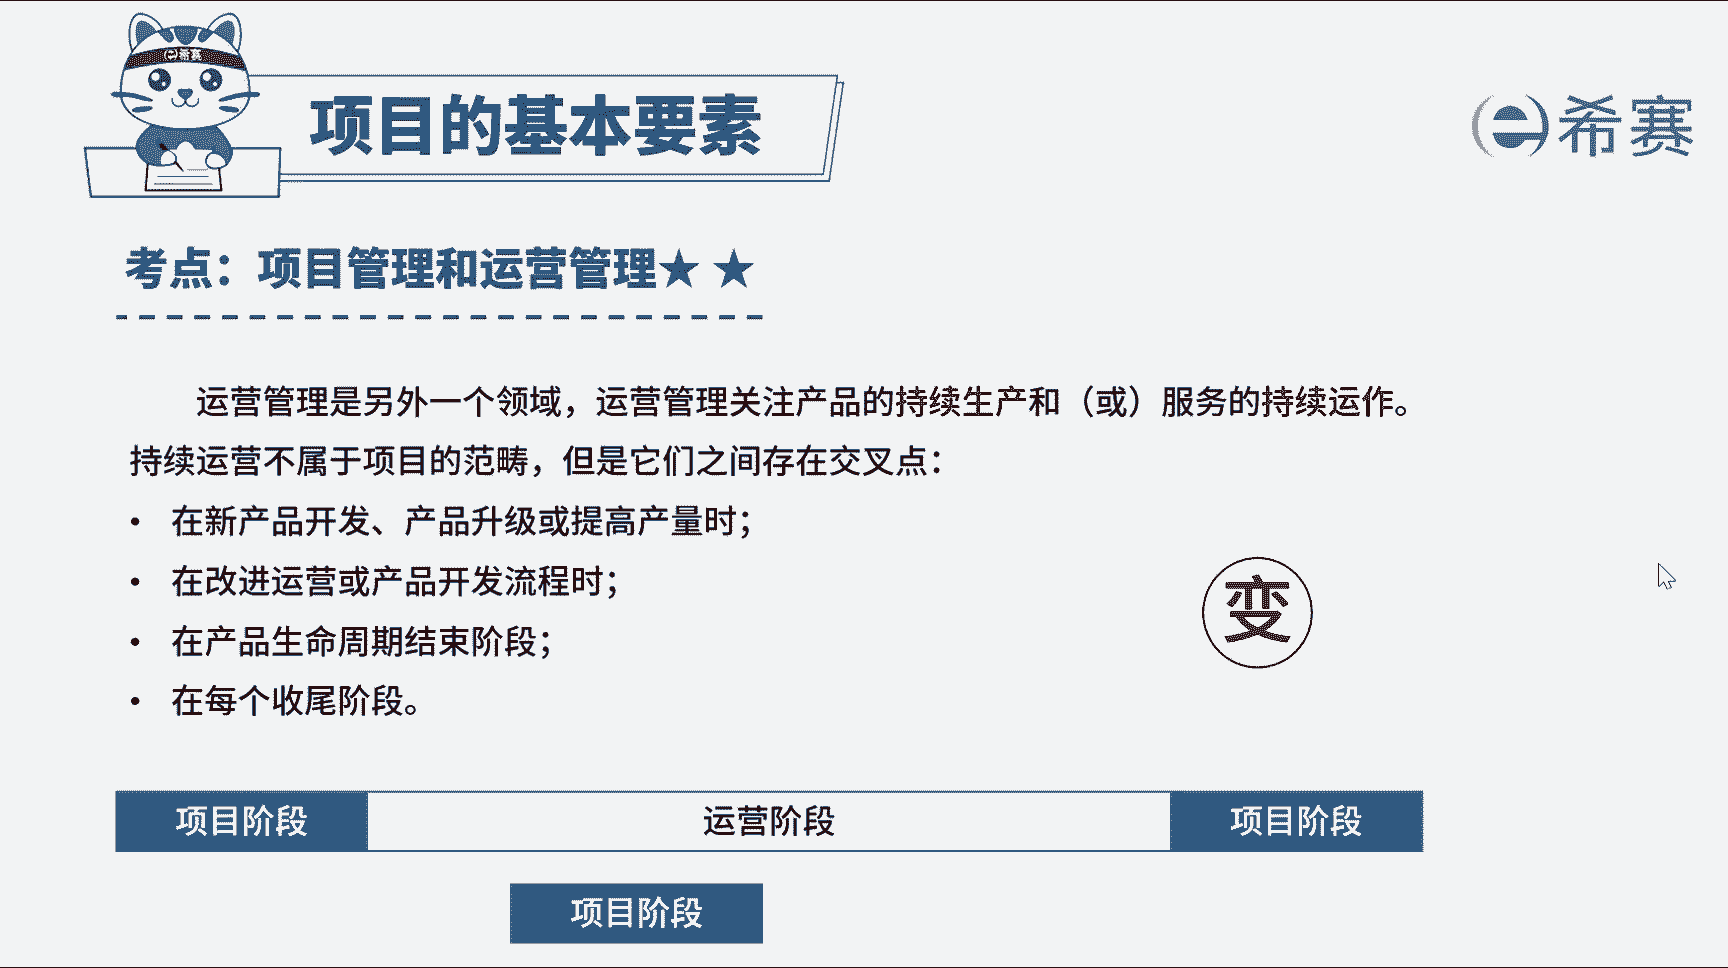 希赛
项目的基本要素
希赛
考点：项目管理和运营管理★ ★
运营管理是另外一个领域，运营管理关注产品的持续生产和（或）服务的持续运作。
持续运营不属于项目的范畴，但是它们之间存在交叉点：
• 在新产品开发、产品升级或提高产量时；
• 在改进运营或产品开发流程时；
• 在产品生命周期结束阶段；
• 在每个收尾阶段。
变
项目阶段 运营阶段 项目阶段
项目阶段